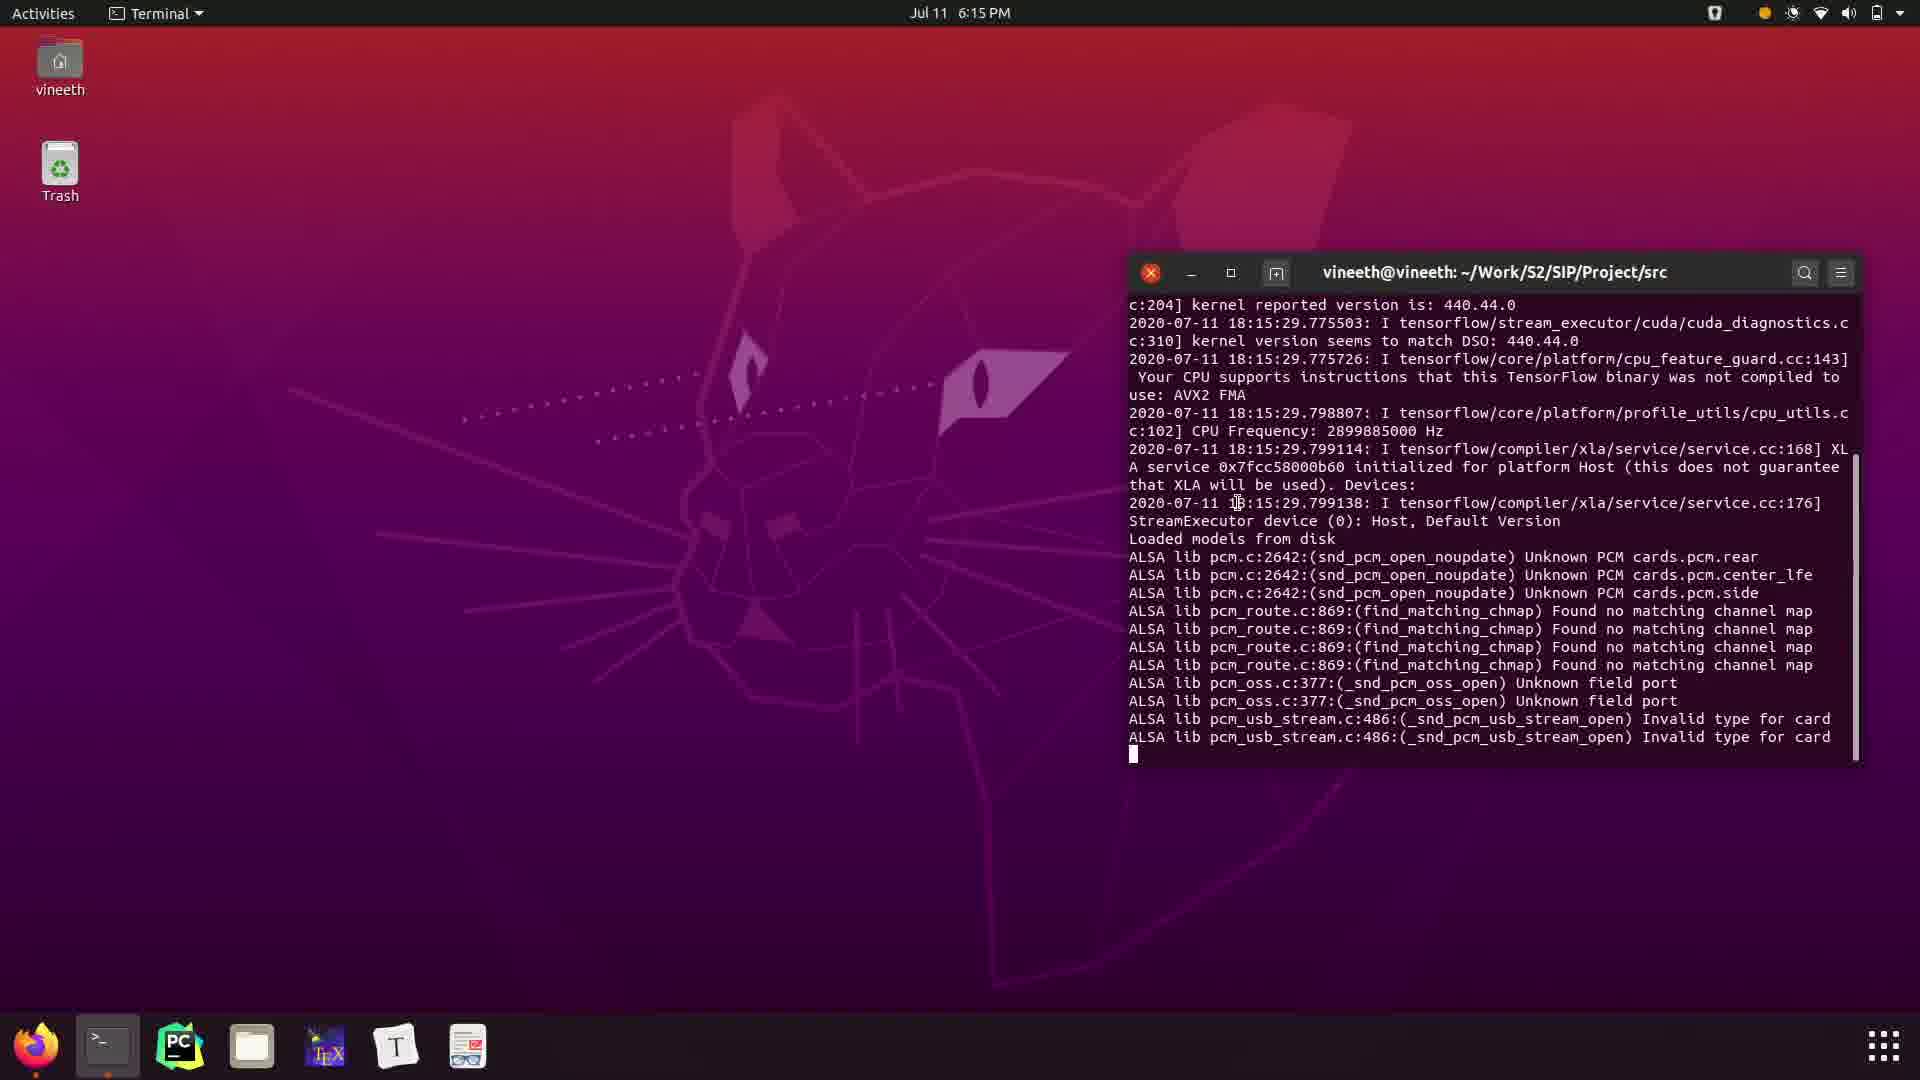 Activities
Terminal
Jul 11 6:15 PM
vineeth
Trash
vineeth@vineeth: ~/Work/S2/SIP/Project/src
c:204] kernel reported version is: 440.44.0
2020-07-11 18:15:29.775503: I tensorflow/stream_executor/cuda/cuda_diagnostics.c
c:310] kernel version seems to match DSO: 440.44.0
2020-07-11 18:15:29.775726: I tensorflow/core/platform/cpu_feature_guard.cc:143]
Your CPU supports instructions that this TensorFlow binary was not compiled to
use: AVX2 FMA
2020-07-11 18:15:29.798807: I tensorflow/core/platform/profile_utils/cpu_utils.c
c:102] CPU Frequency: 2899885000 Hz
2020-07-11 18:15:29.799114: I tensorflow/compiler/xla/service/service.cc:168] XL
A service 0x7fcc58000b60 initialized for platform Host (this does not guarantee
that XLA will be used). Devices:
2020-07-11 18:15:29.799138: I tensorflow/compiler/xla/service/service.cc:176]
StreamExecutor device (0): Host, Default Version
Loaded models from disk
ALSA lib pcm.c:2642:(snd_pcm_open_noupdate) Unknown PCM cards.pcm.rear
ALSA lib pcm.c:2642:(snd_pcm_open_noupdate) Unknown PCM cards.pcm.center_lfe
ALSA lib pcm.c:2642:(snd_pcm_open_noupdate) Unknown PCM cards.pcm.side
ALSA lib pcm_route.c:869:(find_matching_chmap) Found no matching channel map
ALSA lib pcm_route.c:869:(find_matching_chmap) Found no matching channel map
ALSA lib pcm_route.c:869:(find_matching_chmap) Found no matching channel map
ALSA lib pcm_route.c:869:(find_matching_chmap) Found no matching channel map
ALSA lib pcm_oss.c:377:(_snd_pcm_oss_open) Unknown field port
ALSA lib pcm_oss.c:377:(_snd_pcm_oss_open) Unknown field port
ALSA lib pcm_usb_stream.c:486:(_snd_pcm_usb_stream_open) Invalid type for card
ALSA lib pcm_usb_stream.c:486:(_snd_pcm_usb_stream_open) Invalid type for card
>_
PC
TEX
T